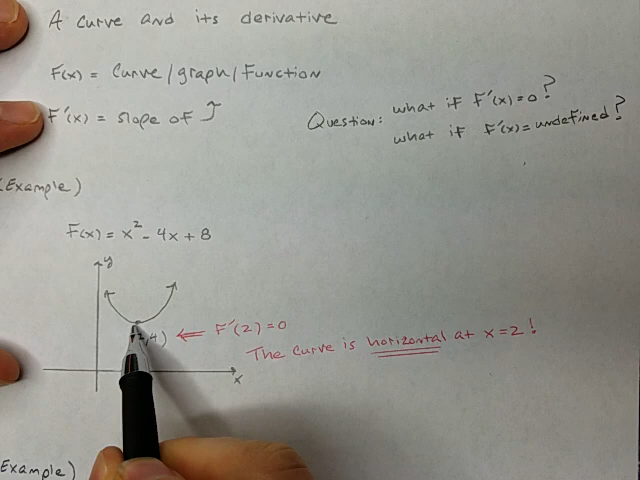 A curve and its derivative
F(x) = Curve/graph/Function
F'(x) = slope of
Question: what if F'(x)=0?
what if F'(x)=undefined?
(Example)
F(x) = x² - 4x + 8
y
,4)
F'(2)=0
The curve is horizontal at x=2!
x
Example)